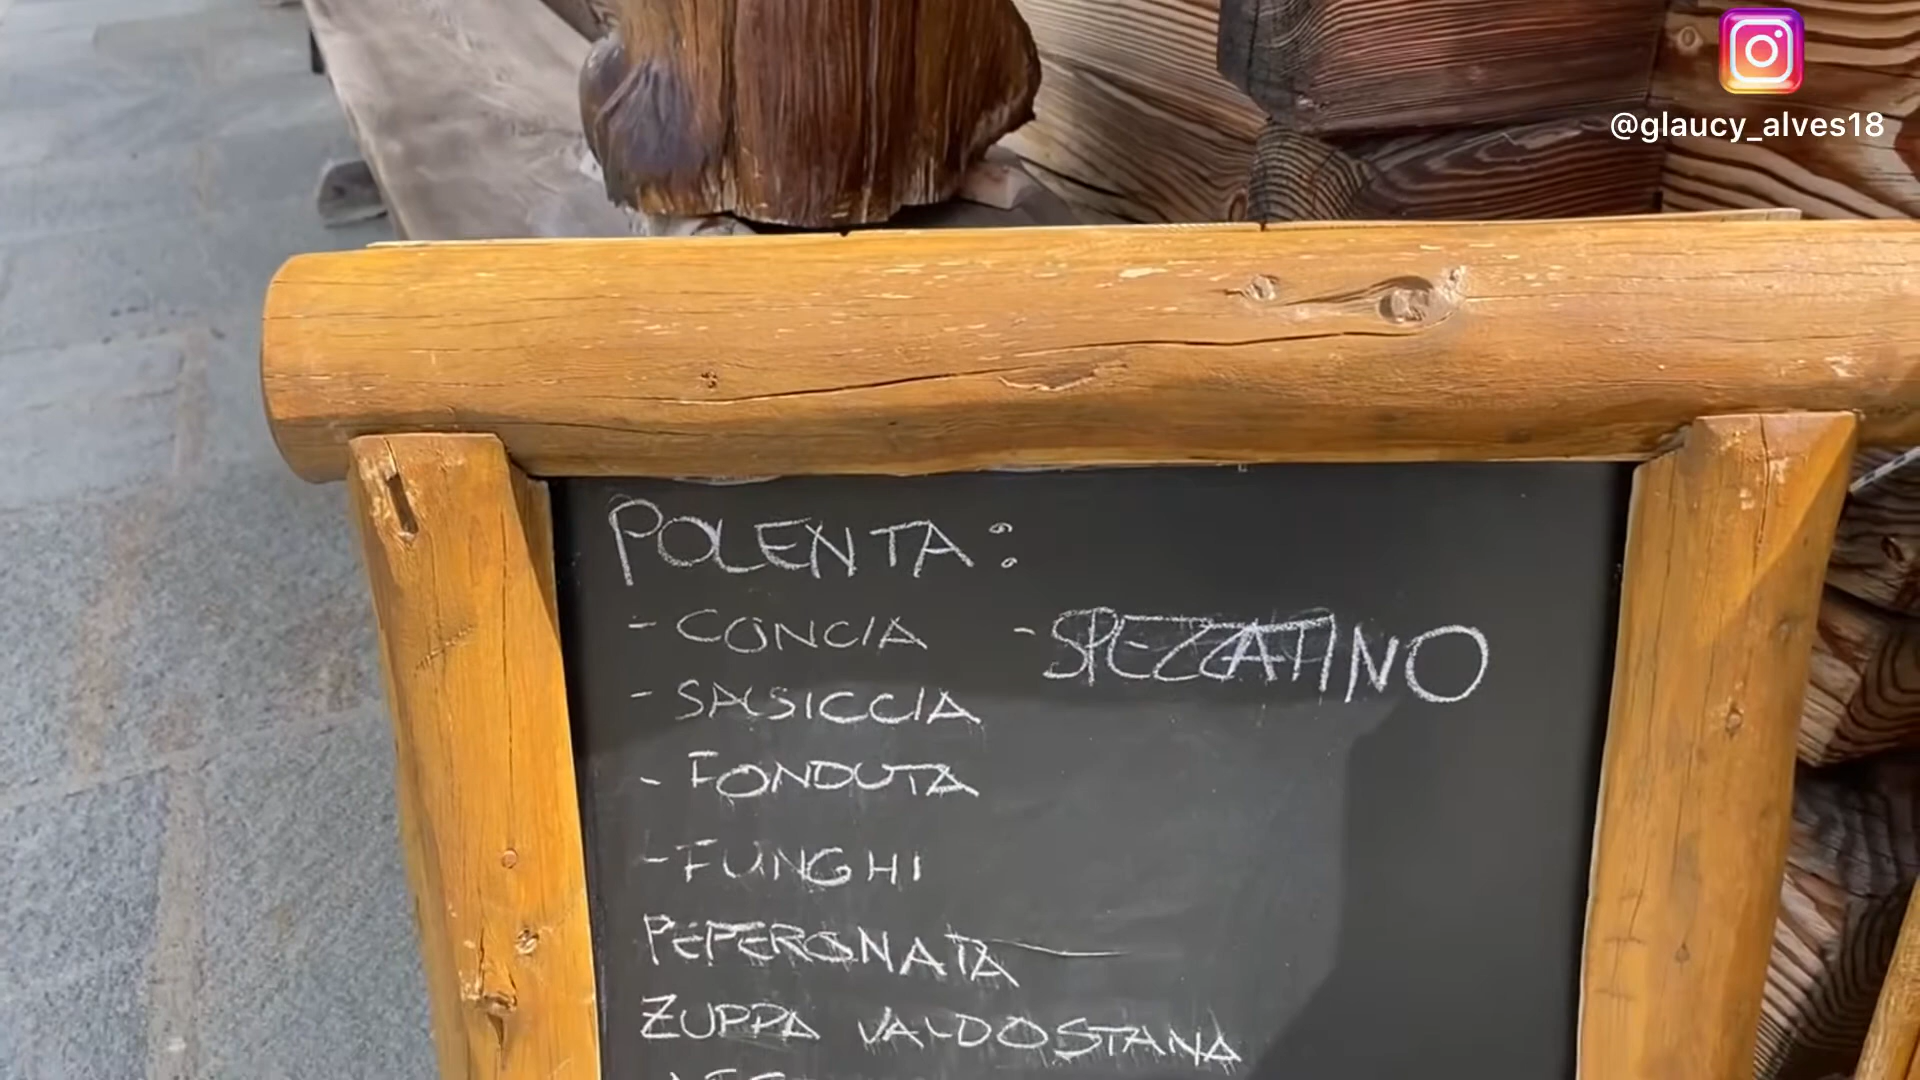 @glaucy_alves18
POLENTA:
- CONCIA - SPEZZATINO
- SALSICCIA
- FONDUTA
- FUNGHI
PEPERONATA
ZUPPA VALDOSTANA